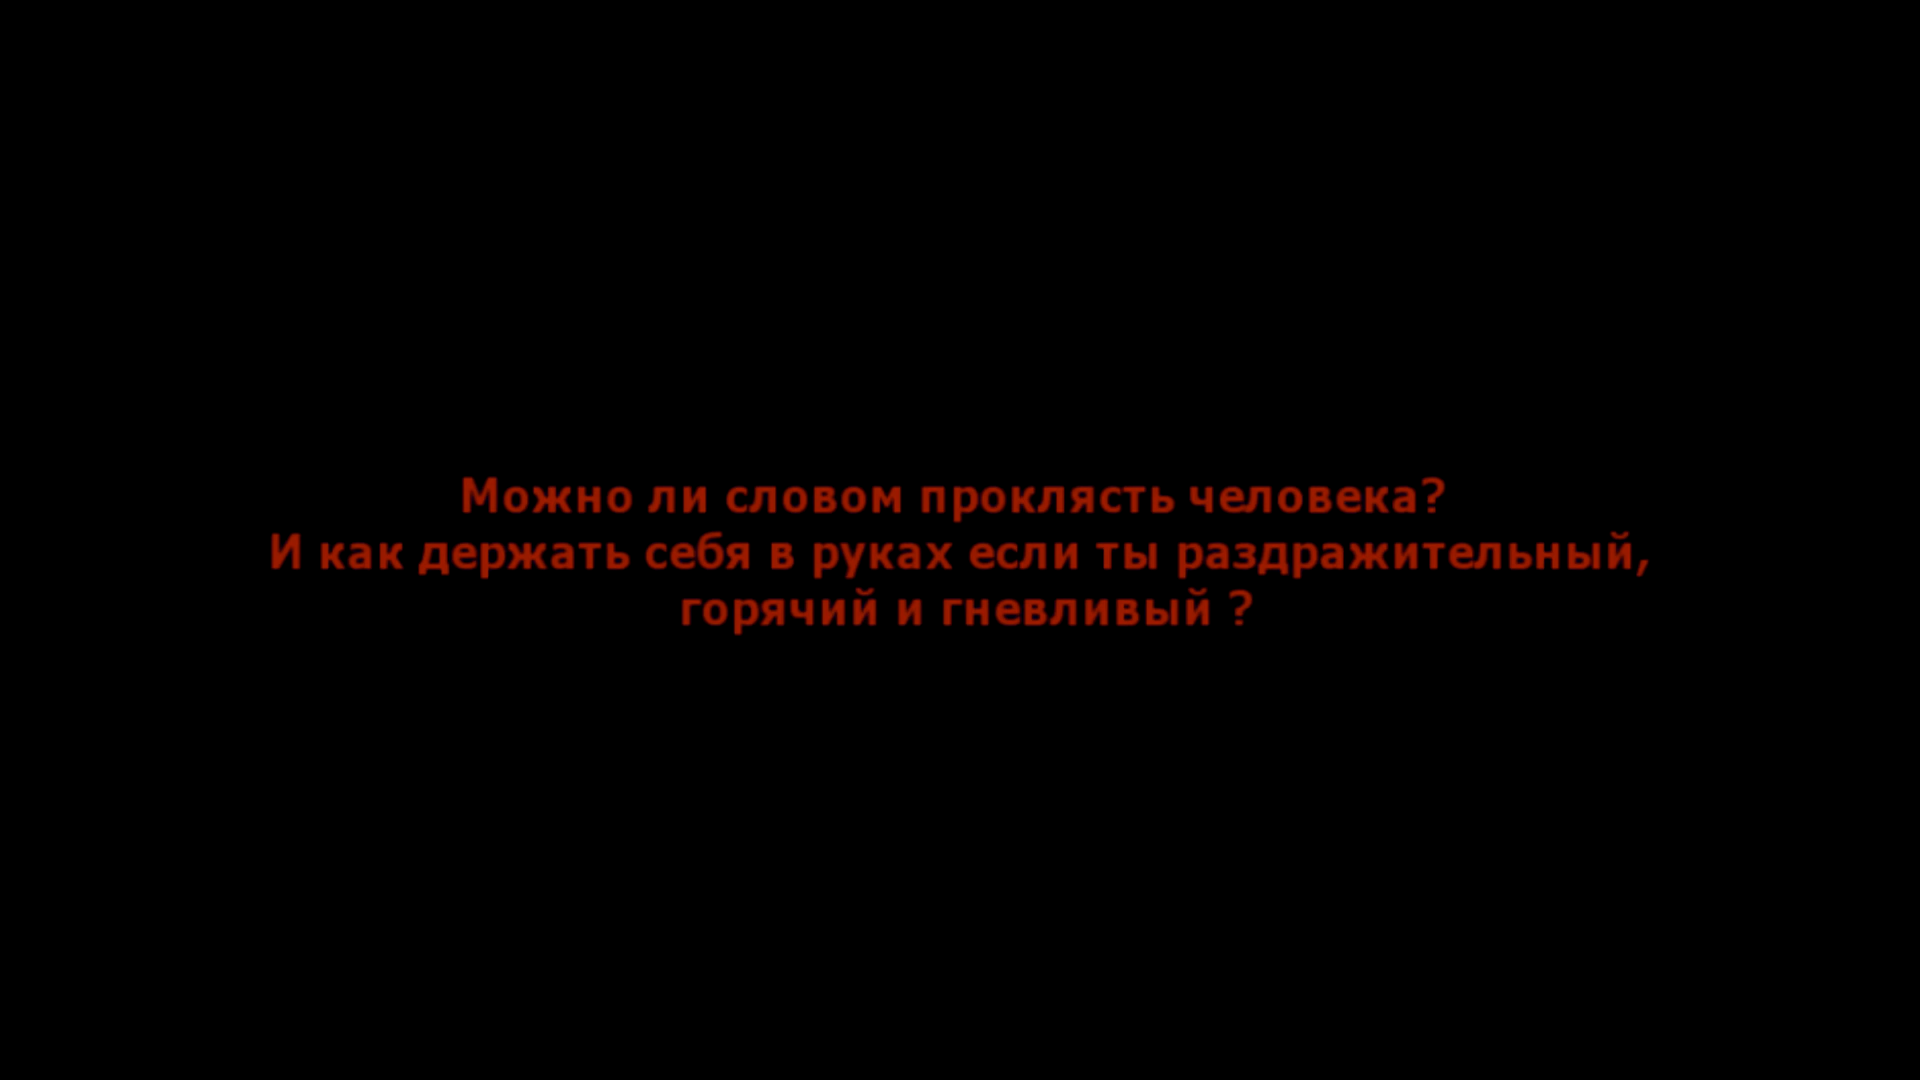 Можно ли словом проклясть человека?
И как держать себя в руках если ты раздражительный,
горячий и гневливый ?